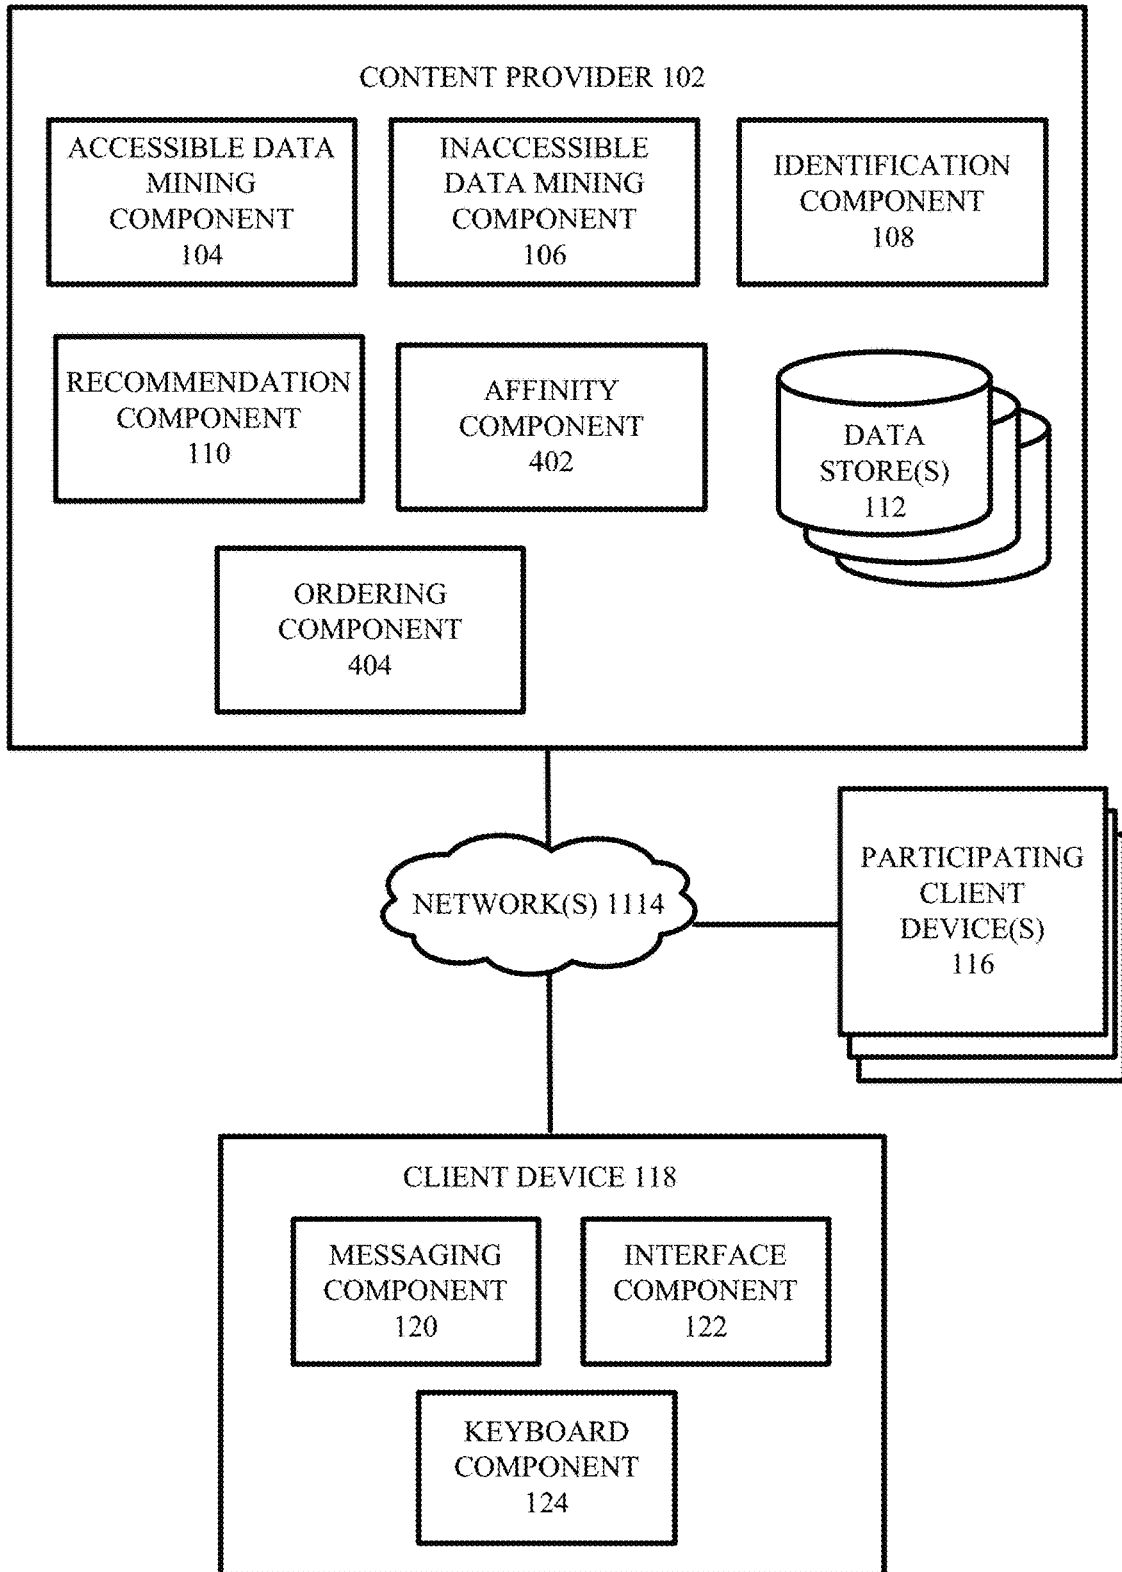 CONTENT PROVIDER 102
ACCESSIBLE DATA
MINING
COMPONENT
104
INACCESSIBLE
DATA MINING
COMPONENT
106
IDENTIFICATION
COMPONENT
108
RECOMMENDATION
COMPONENT
110
AFFINITY
COMPONENT
402
DATA
STORE(S)
112
ORDERING
COMPONENT
404
NETWORK(S) 1114
PARTICIPATING
CLIENT
DEVICE(S)
116
CLIENT DEVICE 118
MESSAGING
COMPONENT
120
INTERFACE
COMPONENT
122
KEYBOARD
COMPONENT
124